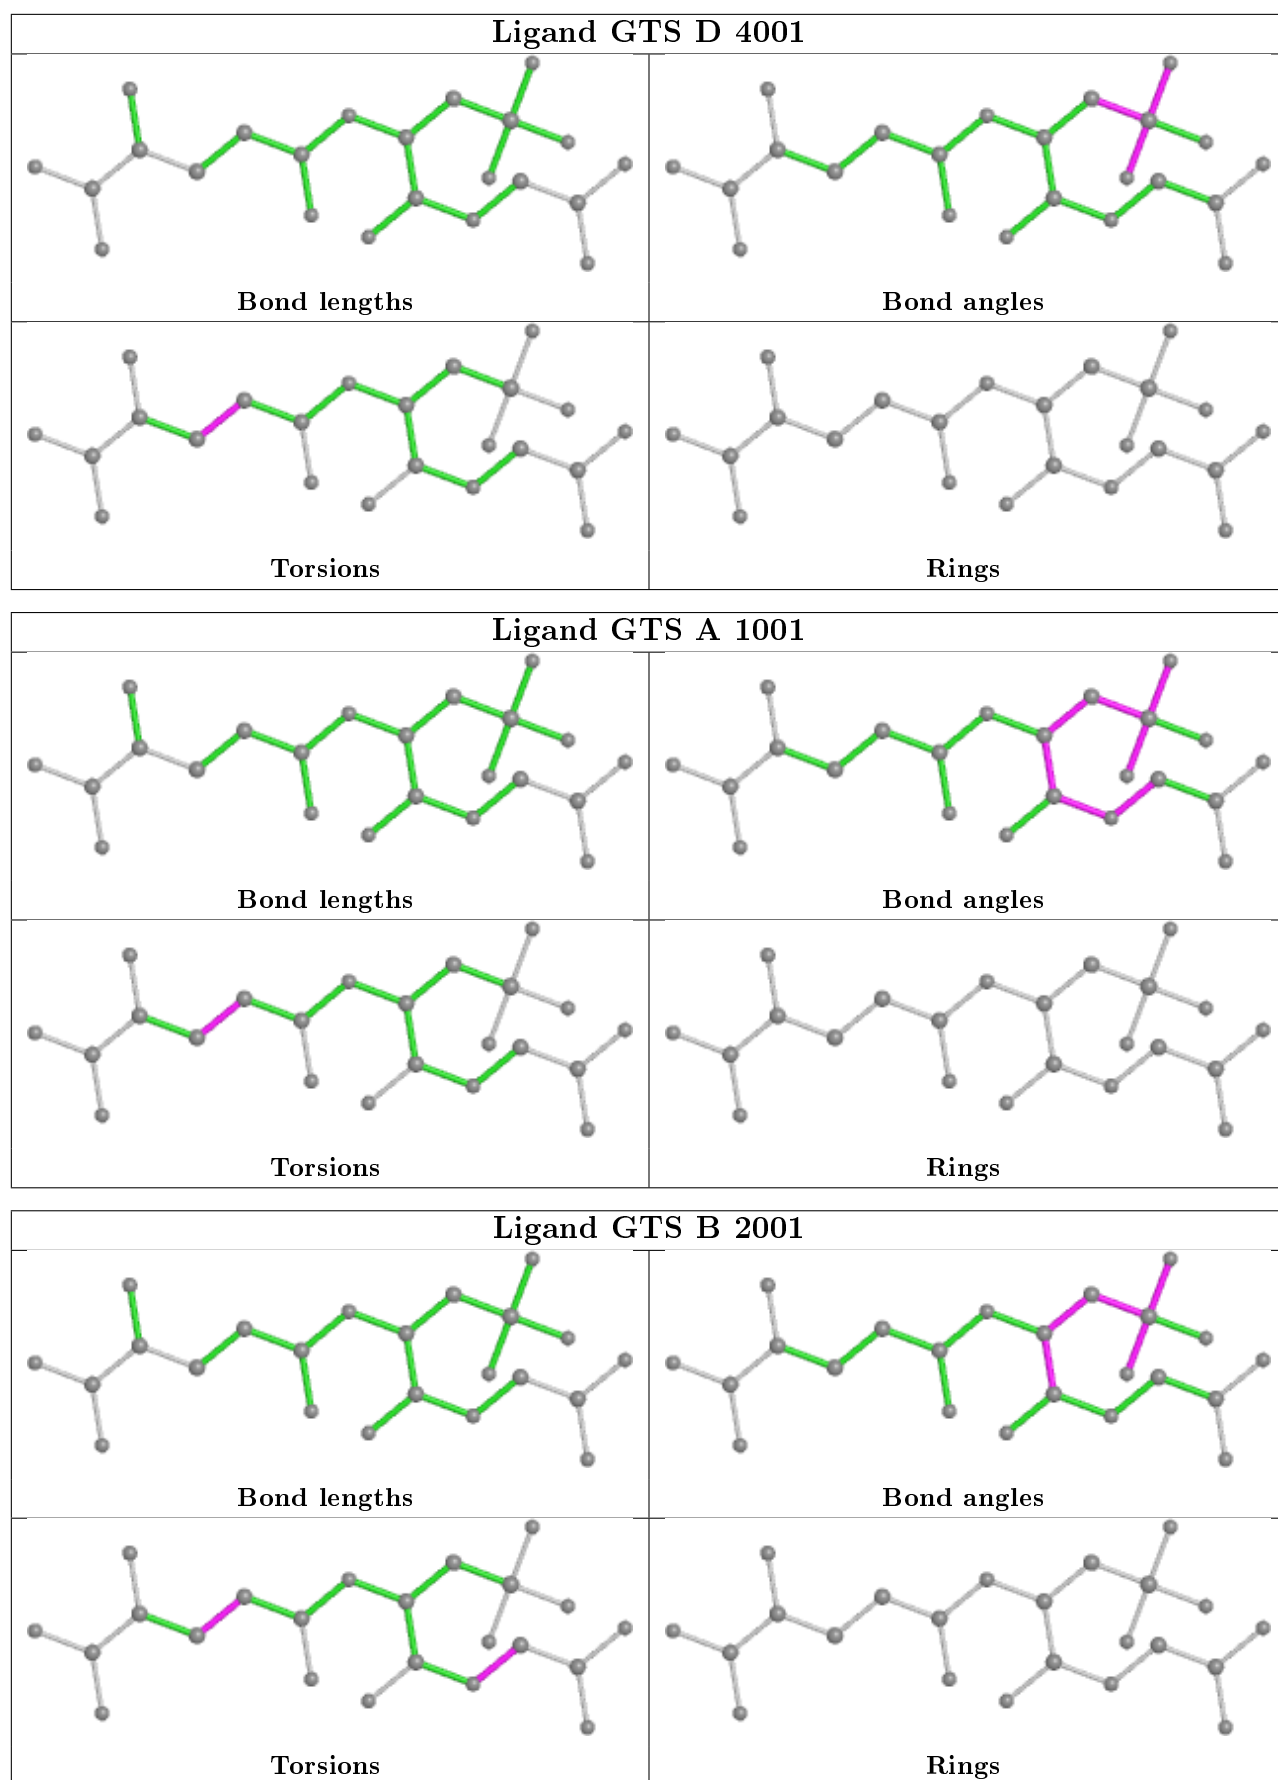 Ligand GTS D 4001
Bond lengths
Bond angles
Torsions
Rings
Ligand GTS A 1001
Bond lengths
Bond angles
Torsions
Rings
Ligand GTS B 2001
Bond lengths
Bond angles
Torsions
Rings